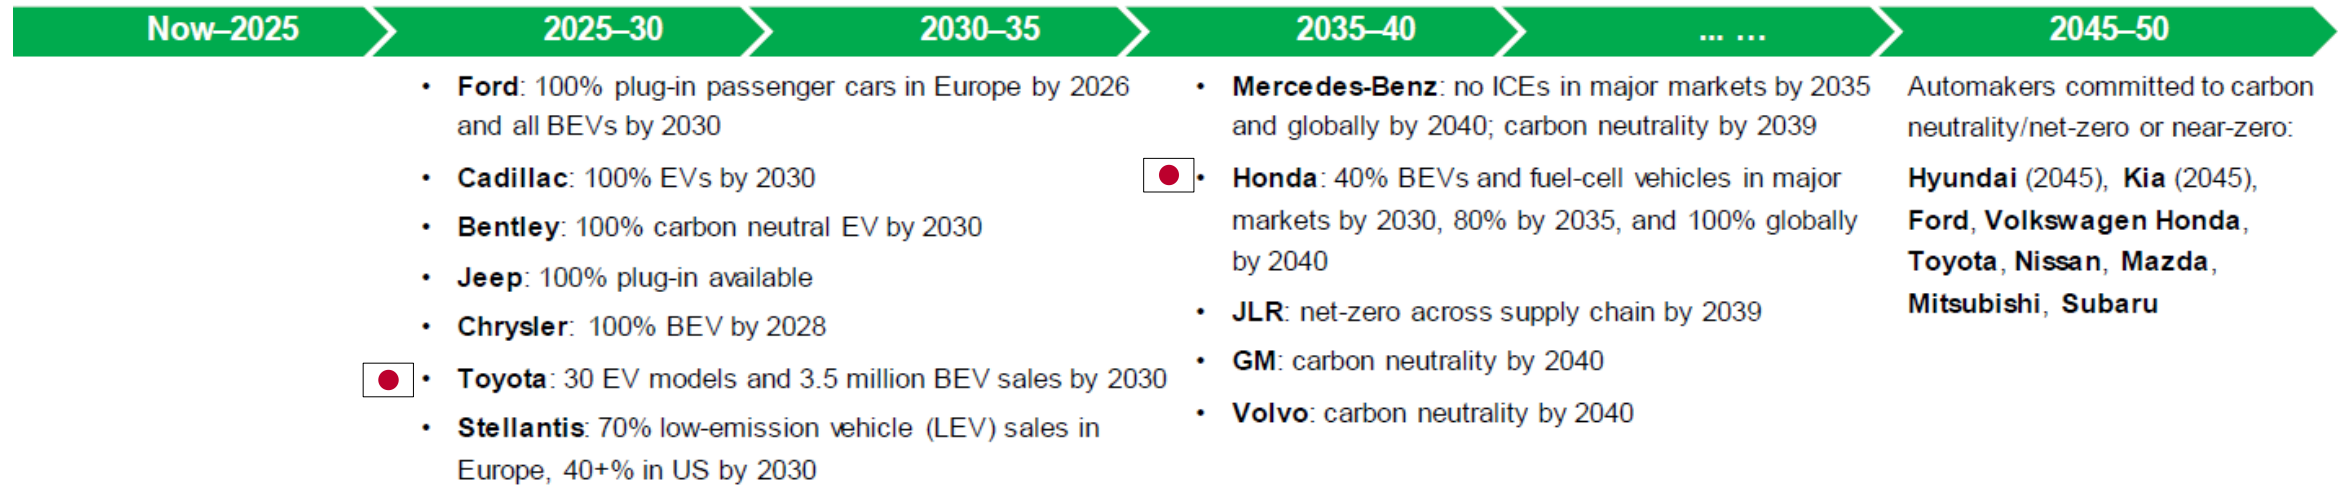 Now–2025
2025–30
2030–35
2035–40
... ...
2045–50
• Ford: 100% plug-in passenger cars in Europe by 2026
and all BEVs by 2030
• Cadillac: 100% EVs by 2030
• Bentley: 100% carbon neutral EV by 2030
• Jeep: 100% plug-in available
• Chrysler: 100% BEV by 2028
• Toyota: 30 EV models and 3.5 million BEV sales by 2030
• Stellantis: 70% low-emission vehicle (LEV) sales in
Europe, 40+% in US by 2030
• Mercedes-Benz: no ICEs in major markets by 2035
and globally by 2040; carbon neutrality by 2039
• Honda: 40% BEVs and fuel-cell vehicles in major
markets by 2030, 80% by 2035, and 100% globally
by 2040
• JLR: net-zero across supply chain by 2039
• GM: carbon neutrality by 2040
• Volvo: carbon neutrality by 2040
Automakers committed to carbon
neutrality/net-zero or near-zero:
Hyundai (2045), Kia (2045),
Ford, Volkswagen Honda,
Toyota, Nissan, Mazda,
Mitsubishi, Subaru